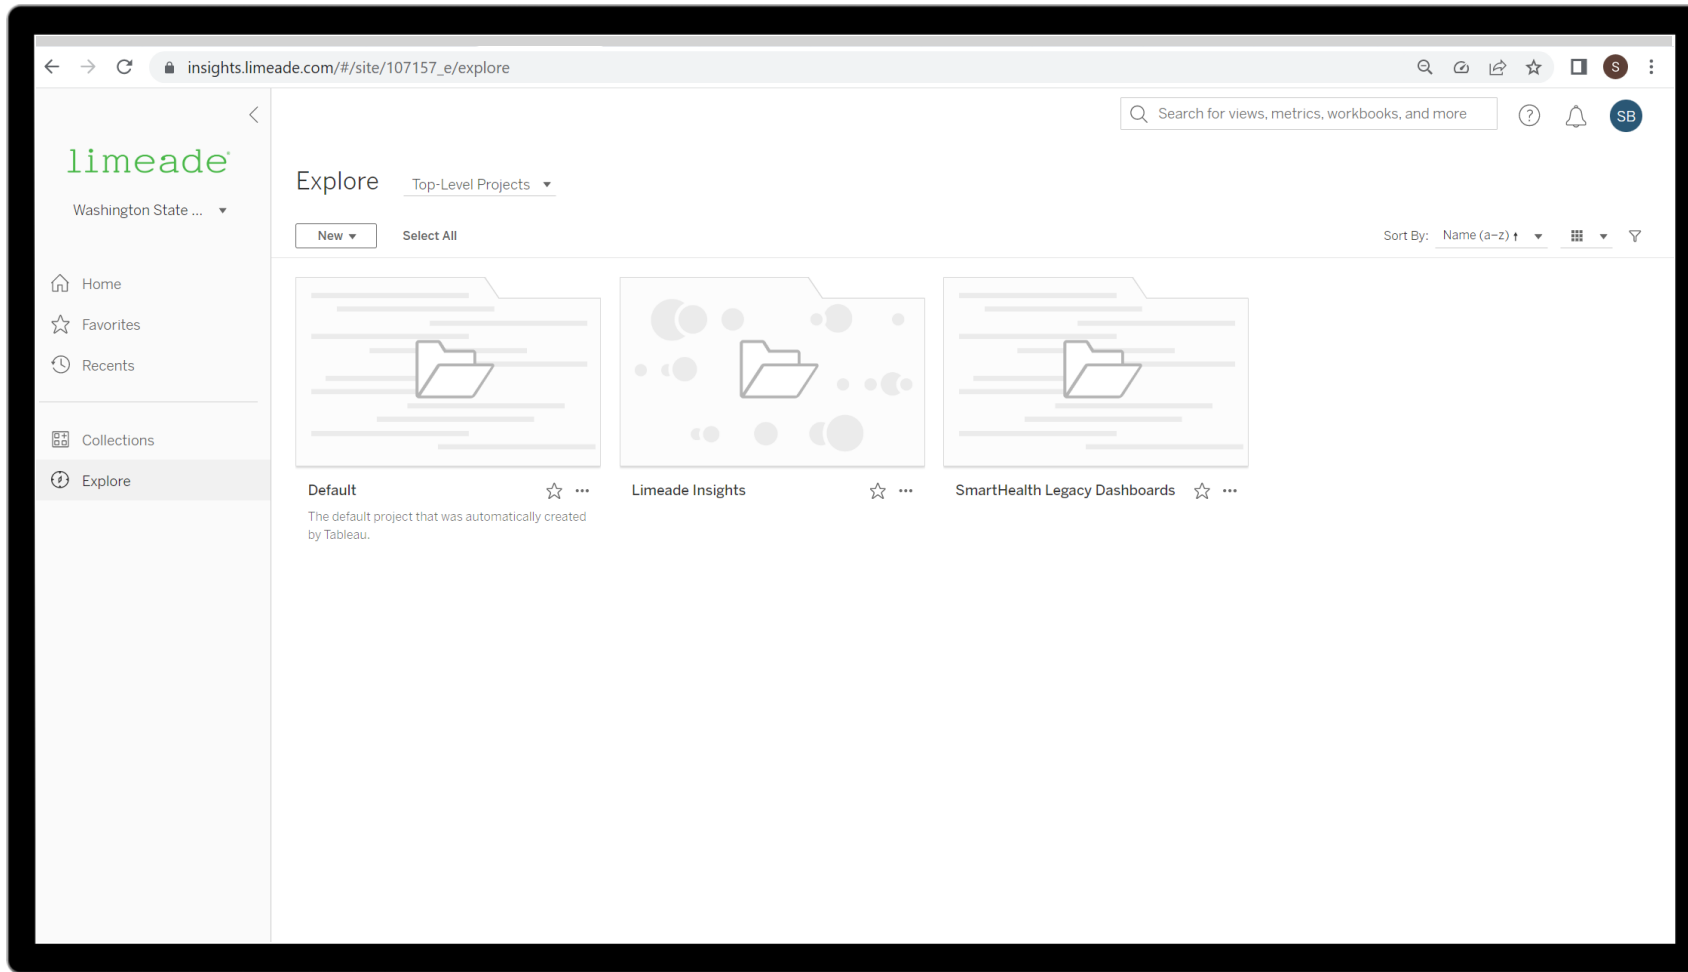 insights.limeade.com/#/site/107157_e/explore
S
Search for views, metrics, workbooks, and more
?
SB
limeade
Washington State ...
Explore
Top-Level Projects
New
Select All
Sort By:
Name (a–z)
Home
Favorites
Recents
Collections
Explore
Default
The default project that was automatically created
by Tableau.
Limeade Insights
SmartHealth Legacy Dashboards